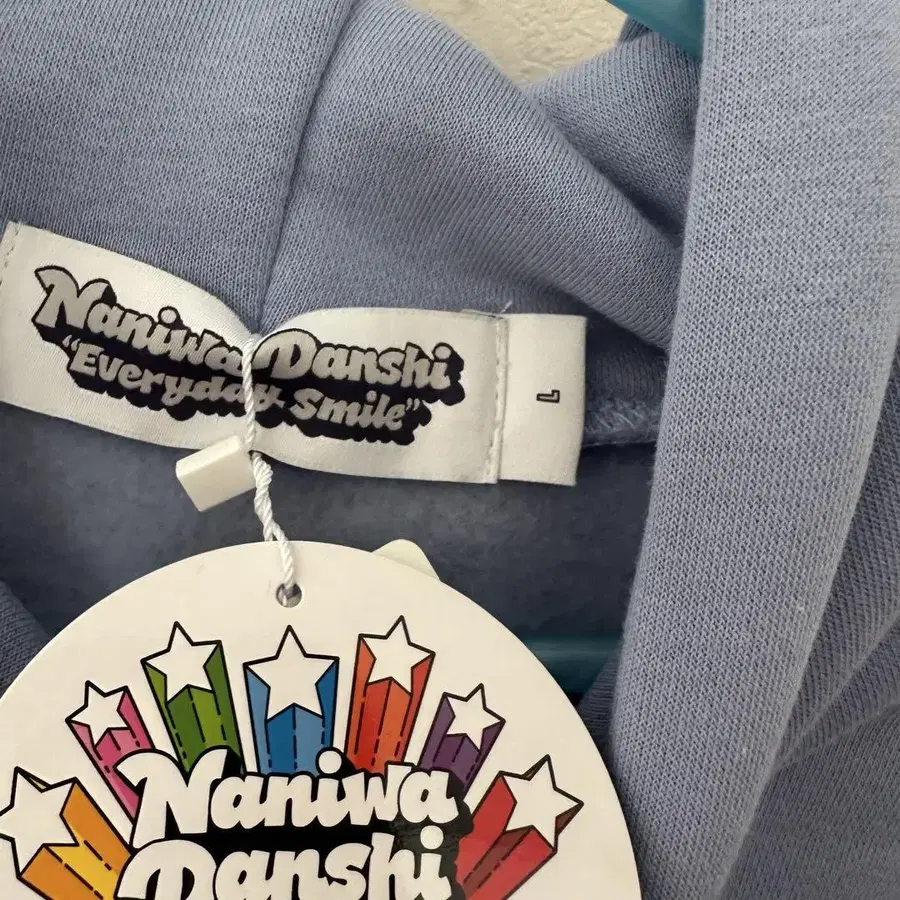 Naniwa Danshi
“Everyday Smile”
L
Naniwa
Danshi